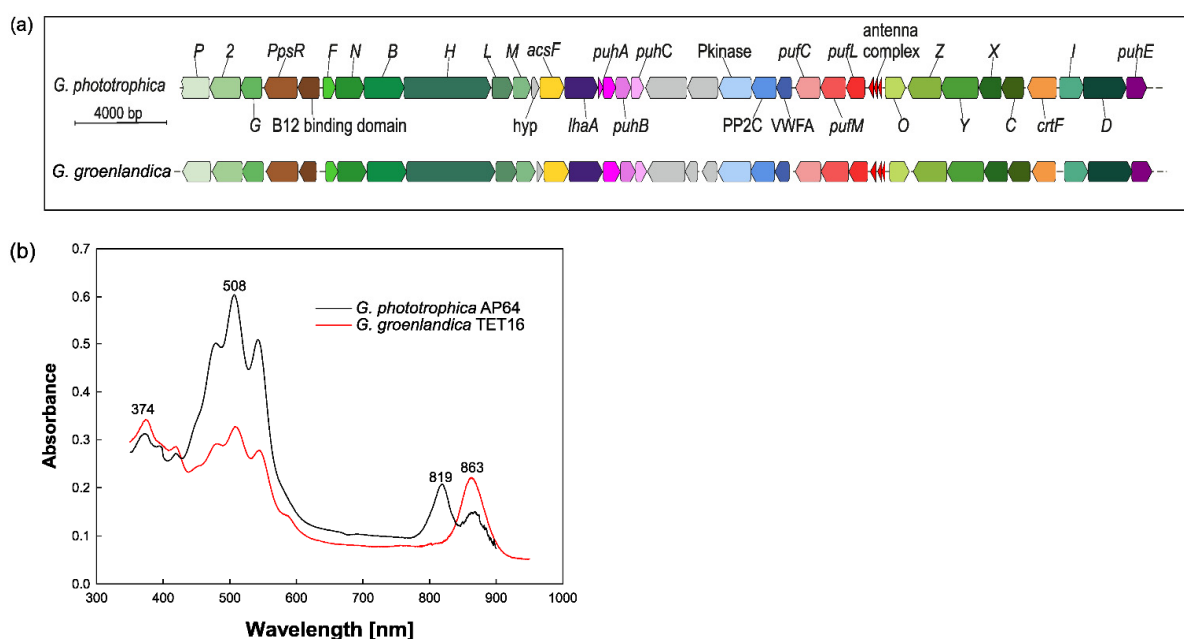 (a)
antenna
complex
P 2 PpsR F N B H L M acsF puhA puhC Pkinase pufC pufL Z X I puhE
G. phototrophica
4000 bp
G B12 binding domain hyp lhaA puhB PP2C VWFA pufM O Y C crtF D
G. groenlandica
(b)
0.7
0.6
0.5
0.4
0.3
0.2
0.1
0.0
Absorbance
508
G. phototrophica AP64
G. groenlandica TET16
374
819 863
300 400 500 600 700 800 900 1000
Wavelength [nm]